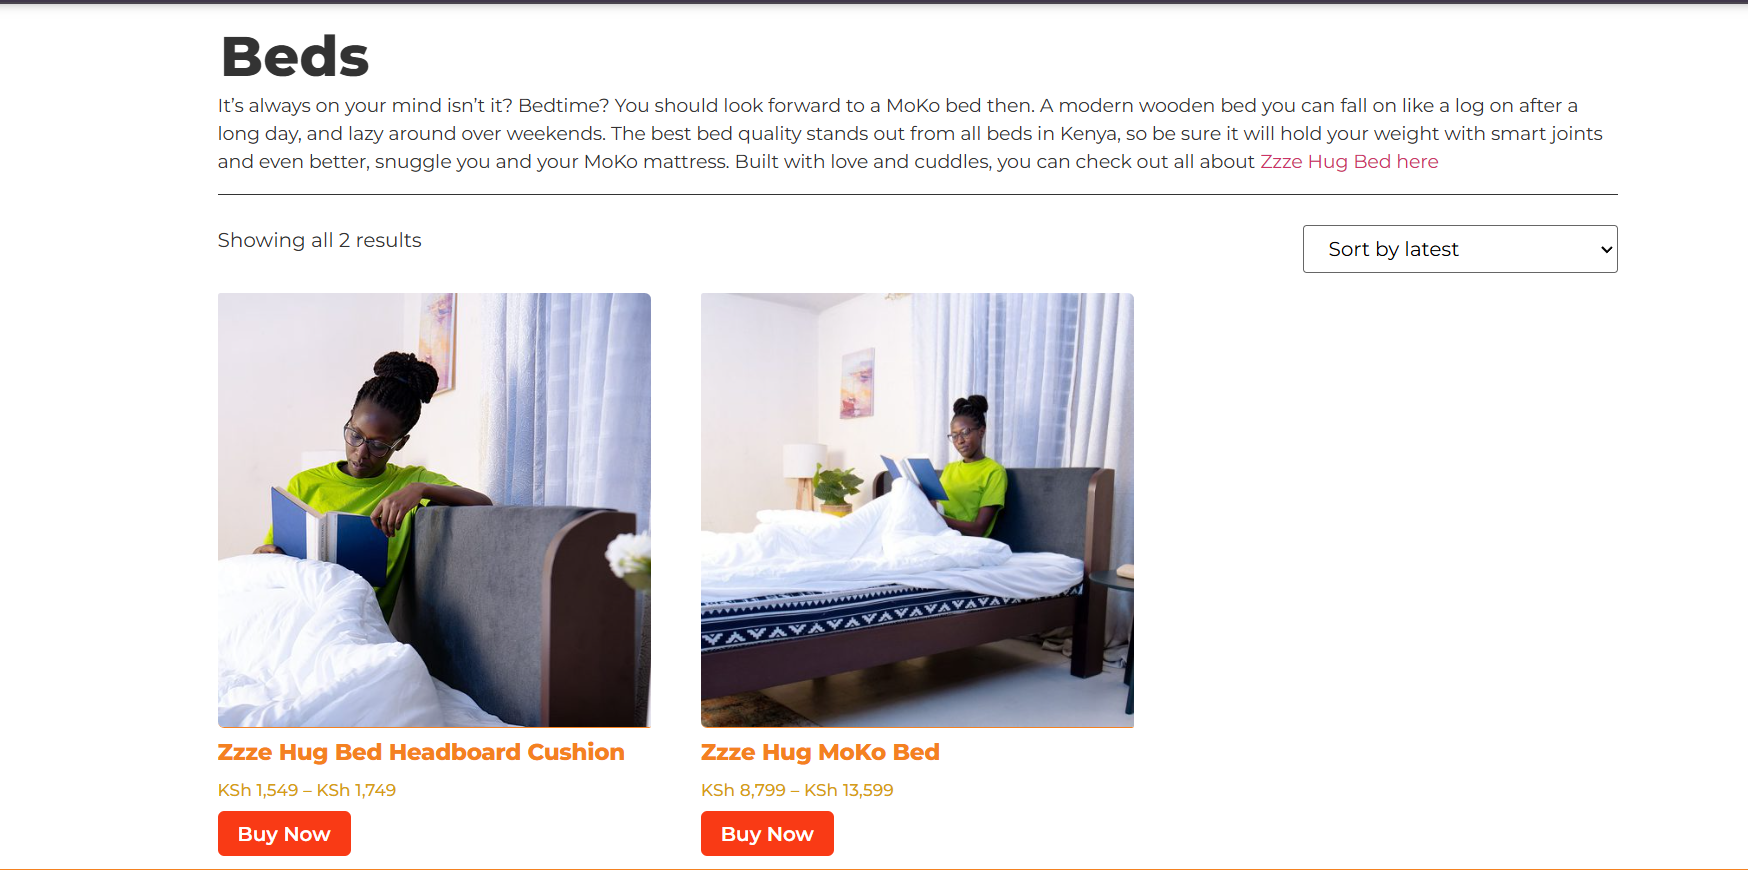 Beds
It’s always on your mind isn’t it? Bedtime? You should look forward to a MoKo bed then. A modern wooden bed you can fall on like a log on after a
long day, and lazy around over weekends. The best bed quality stands out from all beds in Kenya, so be sure it will hold your weight with smart joints
and even better, snuggle you and your MoKo mattress. Built with love and cuddles, you can check out all about Zzze Hug Bed here
Showing all 2 results
Sort by latest
Zzze Hug Bed Headboard Cushion
KSh 1,549 – KSh 1,749
Buy Now
Zzze Hug MoKo Bed
KSh 8,799 – KSh 13,599
Buy Now